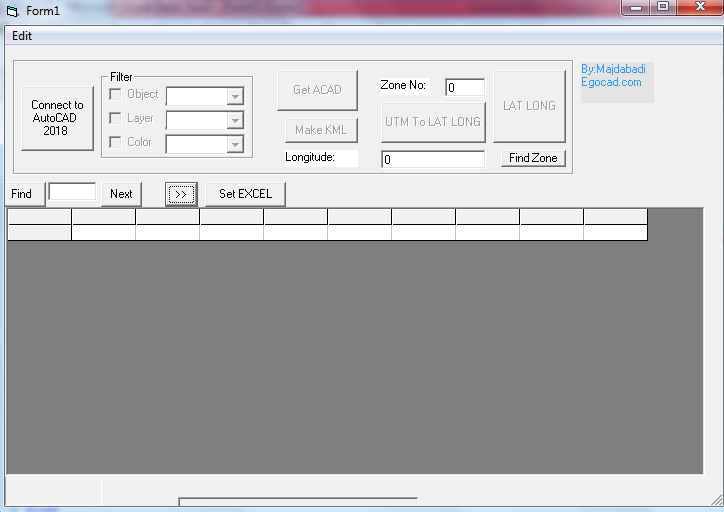 Form1
Edit
Connect to
AutoCAD
2018
Filter
Object
Layer
Color
Get ACAD
Make KML
Longitude:
Zone No:
0
UTM To LAT LONG
0
LAT LONG
Find Zone
By:Majdabadi
Egocad.com
Find
Next
>>
Set EXCEL